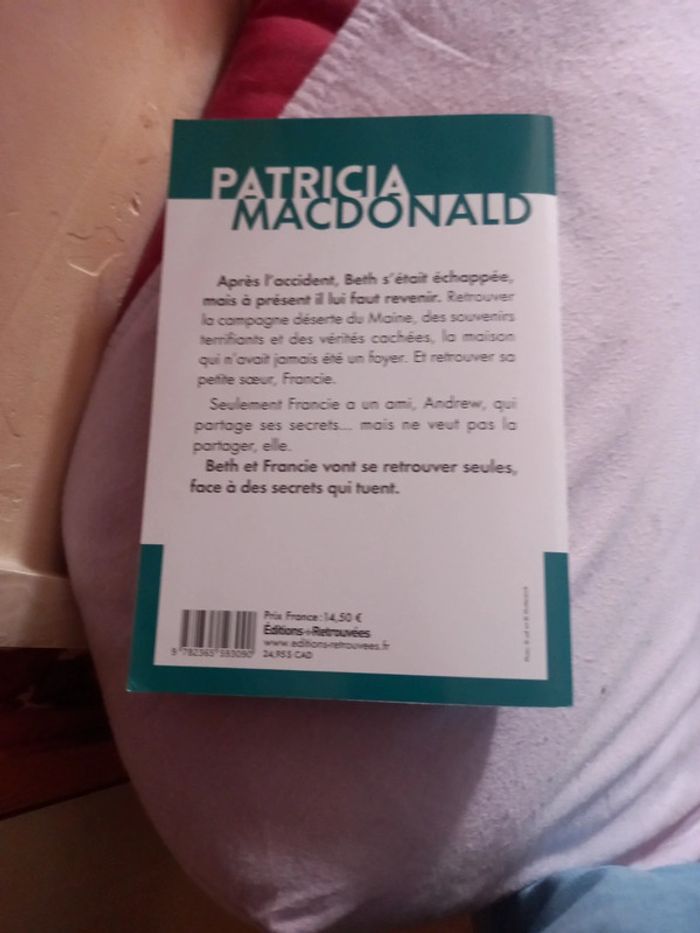 PATRICIA
MACDONALD
Après l'accident, Beth s'était échappée,
mais à présent il lui faut revenir. Retrouver
la campagne déserte du Maine, des souvenirs
terrifiants et des vérités cachées, la maison
qui n'avait jamais été un foyer. Et retrouver sa
petite sœur, Francie.
Seulement Francie a un ami, Andrew, qui
partage ses secrets... mais ne veut pas la
partager, elle.
Beth et Francie vont se retrouver seules,
face à des secrets qui tuent.
Prix France : 14,50 €
Éditions Retrouvées
www.editions-retrouvees.fr
24,95 $ CAD
9 782365 593090